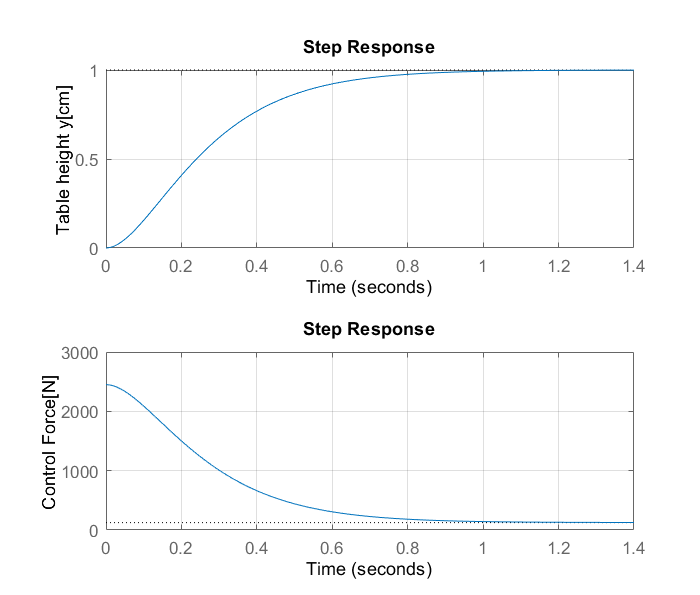 Step Response
Table height y[cm]
1
0.5
0
0 0.2 0.4 0.6 0.8 1 1.2 1.4
Time (seconds)
Step Response
Control Force[N]
3000
2000
1000
0
0 0.2 0.4 0.6 0.8 1 1.2 1.4
Time (seconds)